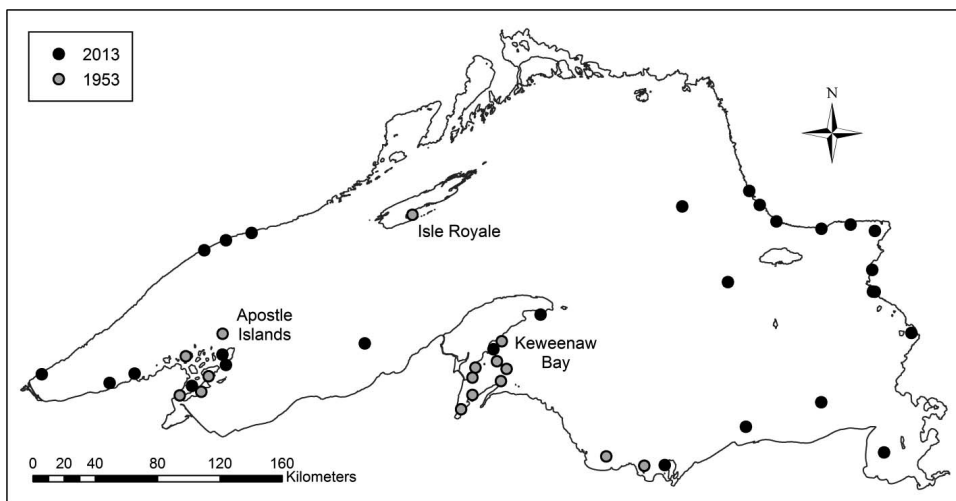 2013
1953
N
Isle Royale
Apostle
Islands
Keweenaw
Bay
0 20 40 80 120 160
Kilometers